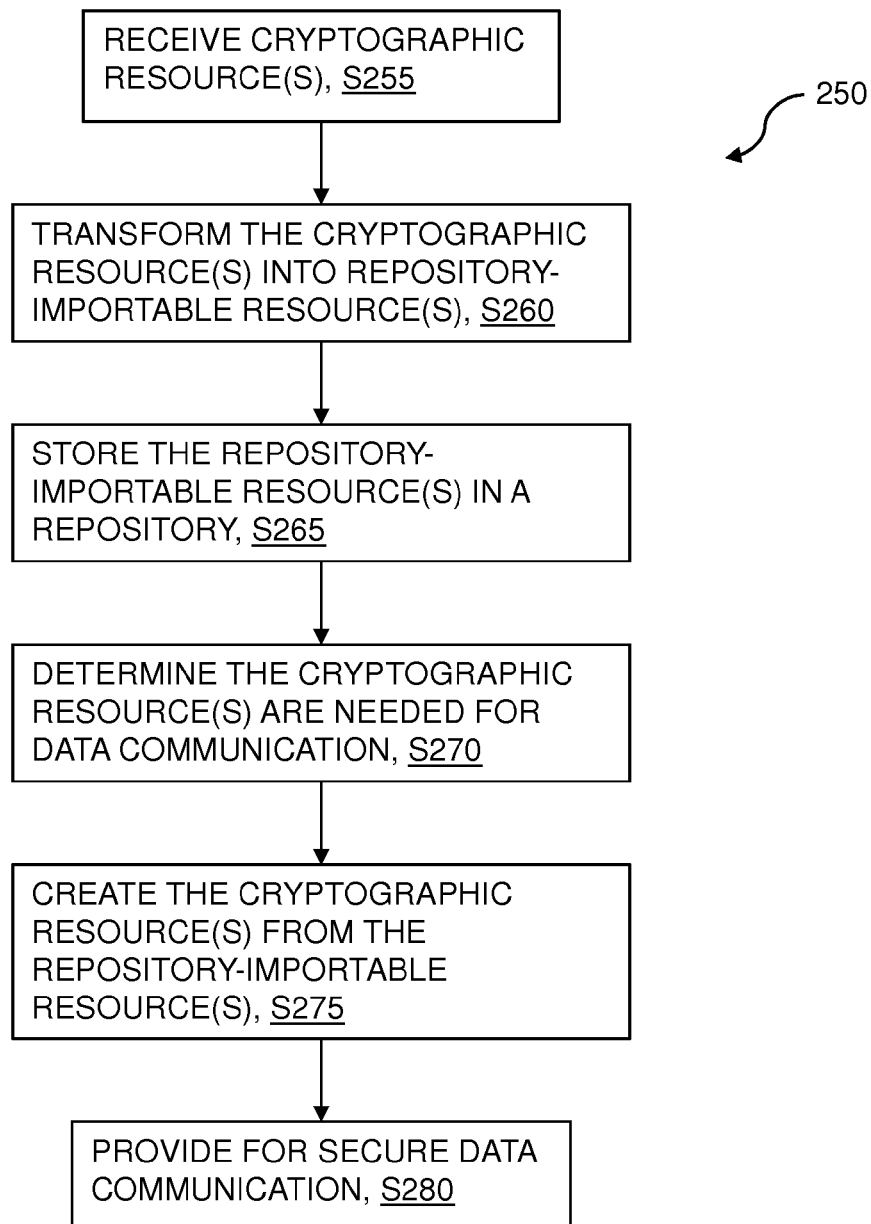 RECEIVE CRYPTOGRAPHIC
RESOURCE(S), S255
250
TRANSFORM THE CRYPTOGRAPHIC
RESOURCE(S) INTO REPOSITORY-
IMPORTABLE RESOURCE(S), S260
STORE THE REPOSITORY-
IMPORTABLE RESOURCE(S) IN A
REPOSITORY, S265
DETERMINE THE CRYPTOGRAPHIC
RESOURCE(S) ARE NEEDED FOR
DATA COMMUNICATION, S270
CREATE THE CRYPTOGRAPHIC
RESOURCE(S) FROM THE
REPOSITORY-IMPORTABLE
RESOURCE(S), S275
PROVIDE FOR SECURE DATA
COMMUNICATION, S280